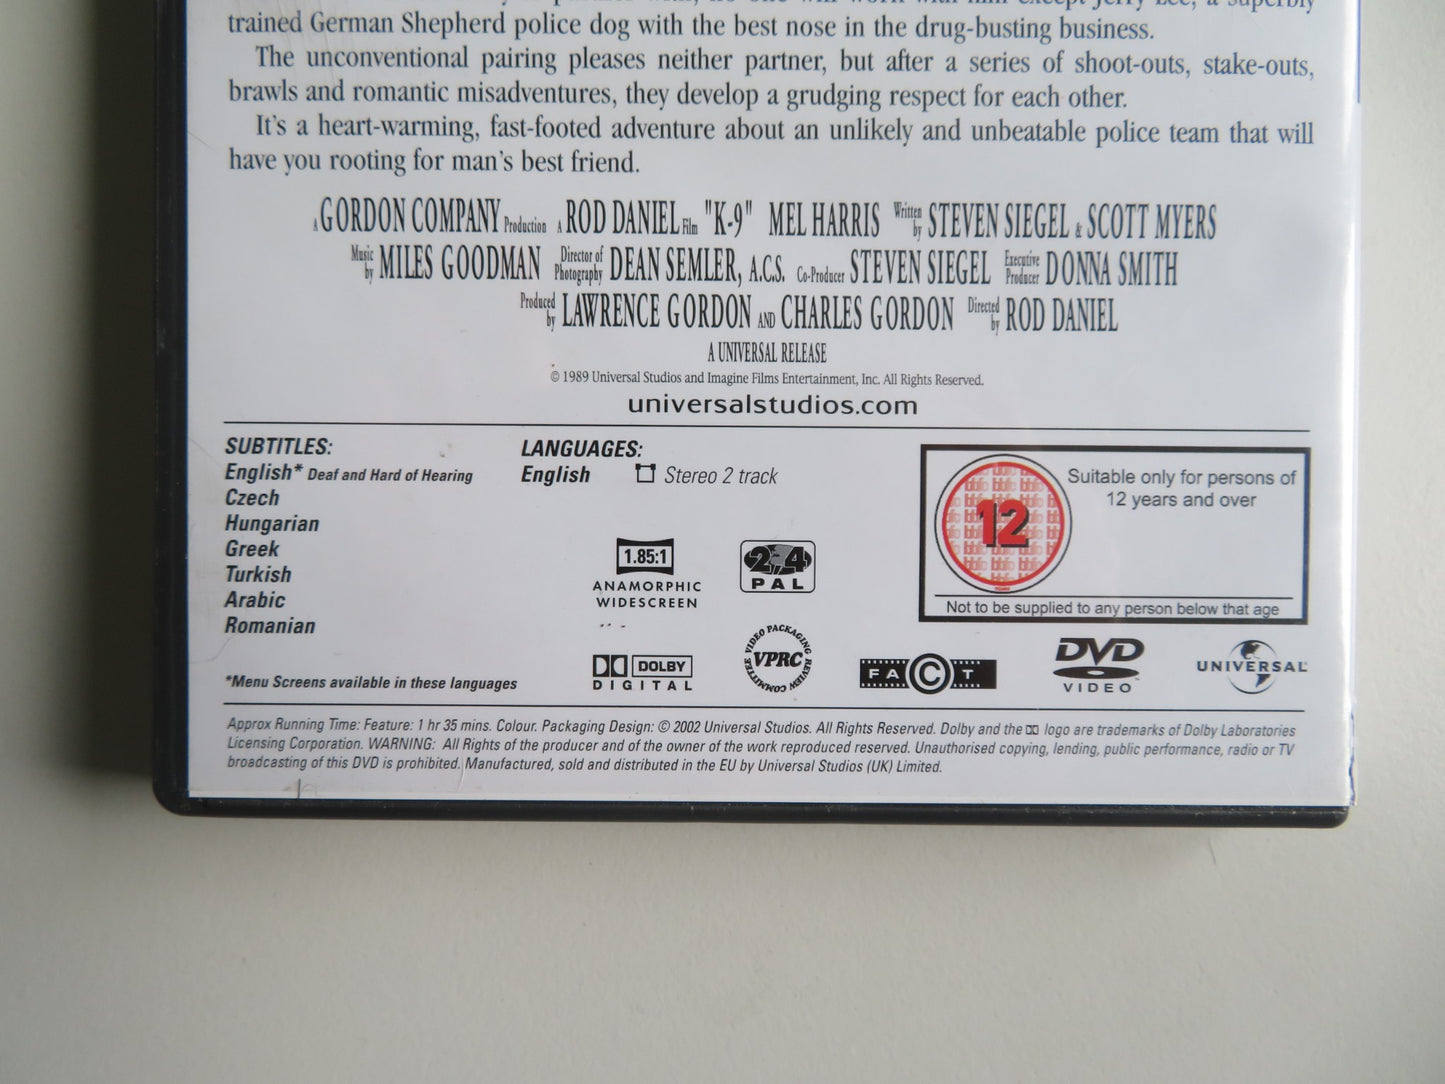 trained German Shepherd police dog with the best nose in the drug-busting business.
The unconventional pairing pleases neither partner, but after a series of shoot-outs, stake-outs,
brawls and romantic misadventures, they develop a grudging respect for each other.
It's a heart-warming, fast-footed adventure about an unlikely and unbeatable police team that will
have you rooting for man's best friend.
A GORDON COMPANY Production A ROD DANIEL Film "K-9" MEL HARRIS Written by STEVEN SIEGEL & SCOTT MYERS
Music by MILES GOODMAN Director of Photography DEAN SEMLER, A.C.S. Co-Producer STEVEN SIEGEL Executive Producer DONNA SMITH
Produced by LAWRENCE GORDON AND CHARLES GORDON Directed by ROD DANIEL
A UNIVERSAL RELEASE
© 1989 Universal Studios and Imagine Films Entertainment, Inc. All Rights Reserved.
universalstudios.com
SUBTITLES:
English* Deaf and Hard of Hearing
Czech
Hungarian
Greek
Turkish
Arabic
Romanian
*Menu Screens available in these languages
LANGUAGES:
English Stereo 2 track
1.85:1
ANAMORPHIC
WIDESCREEN
2 4
PAL
DOLBY
DIGITAL
VIDEO PACKAGING REVIEW COMMITTEE
VPRC
12
Suitable only for persons of
12 years and over
Not to be supplied to any person below that age
FACT
DVD
VIDEO
UNIVERSAL
Approx Running Time: Feature: 1 hr 35 mins. Colour. Packaging Design: © 2002 Universal Studios. All Rights Reserved. Dolby and the logo are trademarks of Dolby Laboratories
Licensing Corporation. WARNING: All Rights of the producer and of the owner of the work reproduced reserved. Unauthorised copying, lending, public performance, radio or TV
broadcasting of this DVD is prohibited. Manufactured, sold and distributed in the EU by Universal Studios (UK) Limited.